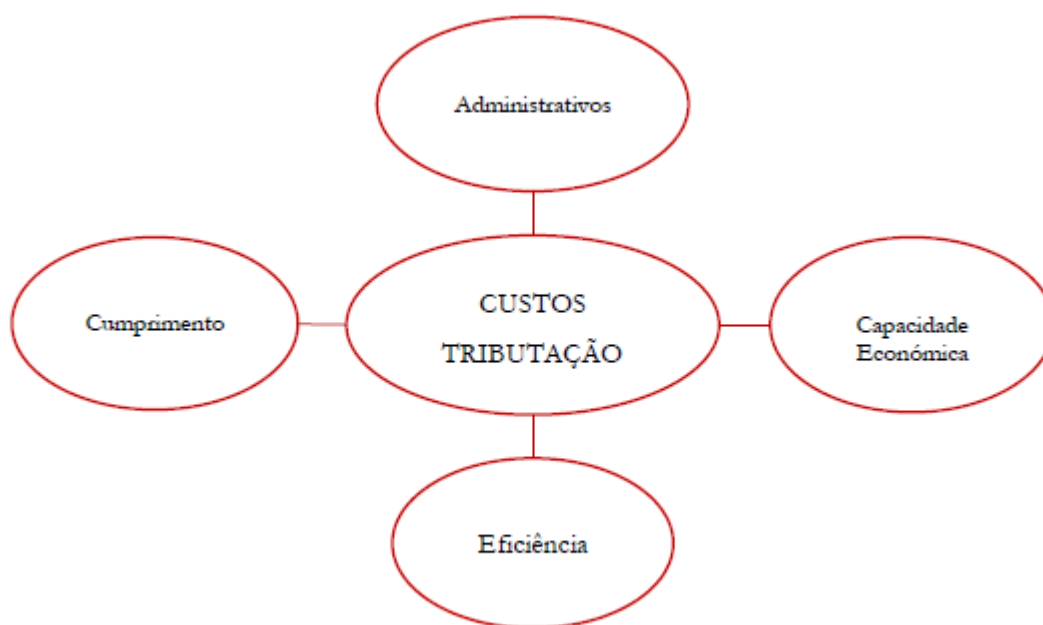 Administrativos
Cumprimento
CUSTOS
TRIBUTAÇÃO
Capacidade
Económica
Eficiência